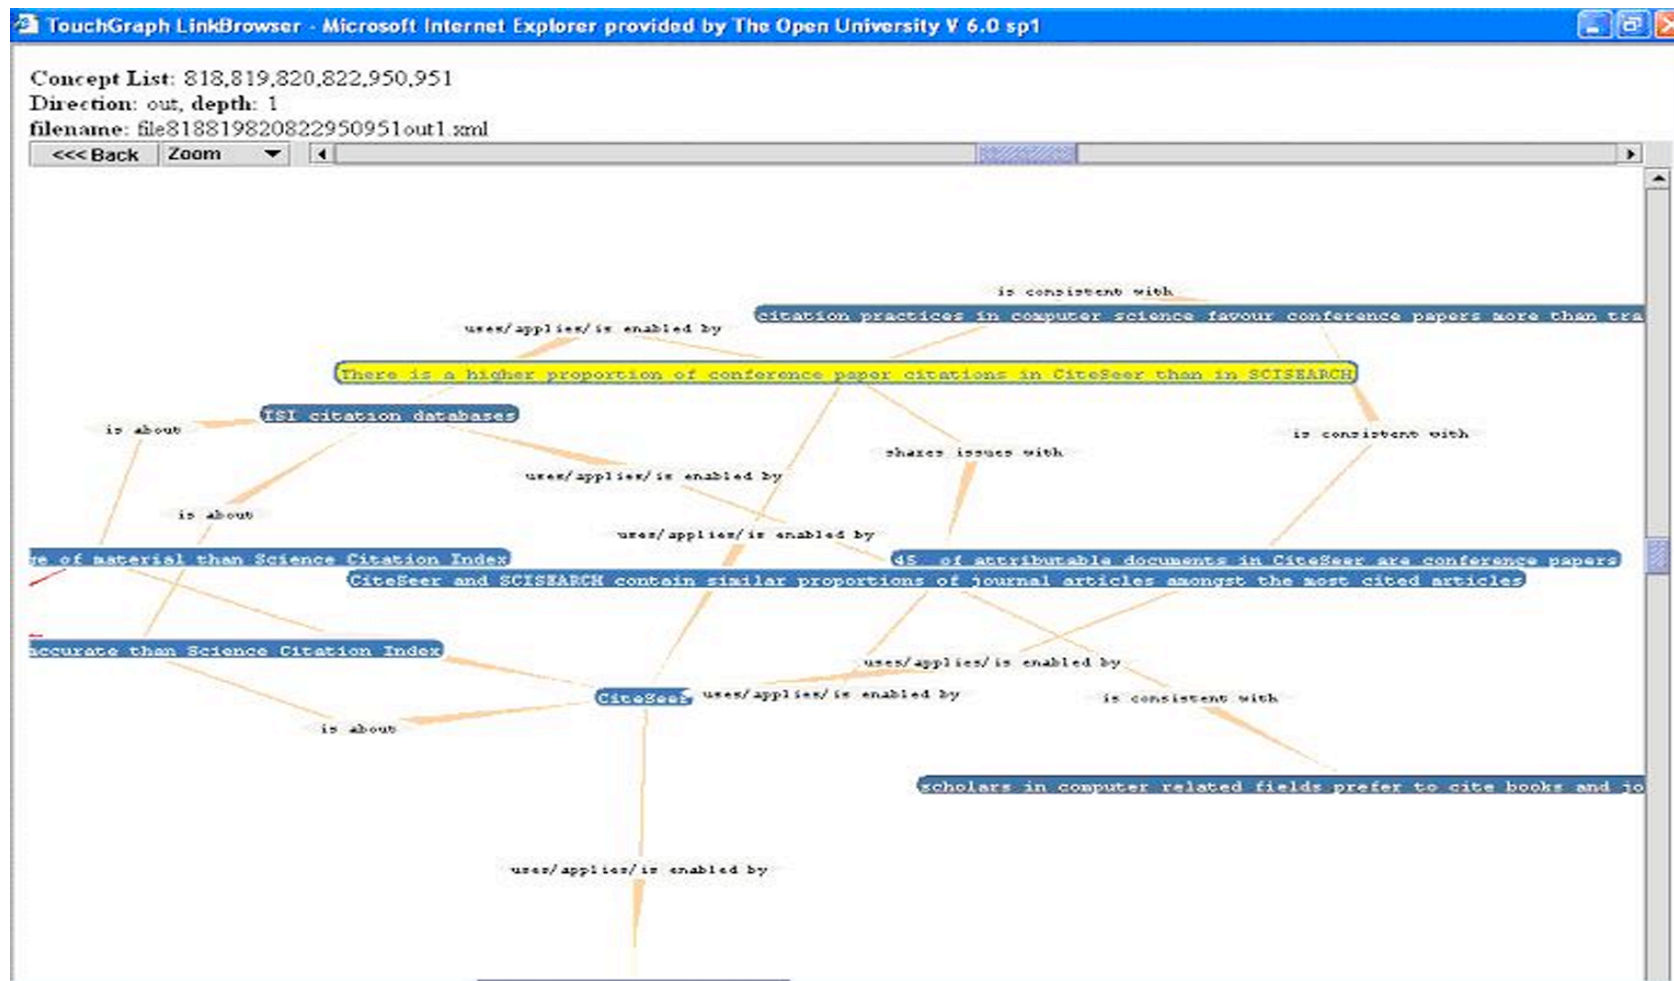 TouchGraph LinkBrowser - Microsoft Internet Explorer provided by The Open University V 6.0 sp1
Concept List: 818,819,820,822,950,951
Direction: out, depth: 1
filename: file818819820822950951out1.xml
<<< Back Zoom
is consistent with
citation practices in computer science favour conference papers more than tra
uses/applies/is enabled by
There is a higher proportion of conference paper citations in CiteSeer than in SCISEARCH
ISI citation databases
is about
is consistent with
shares issues with
uses/applies/is enabled by
is about
uses/applies/is enabled by
ge of material than Science Citation Index
45 of attributable documents in CiteSeer are conference papers
CiteSeer and SCISEARCH contain similar proportions of journal articles amongst the most cited articles
accurate than Science Citation Index
uses/applies/is enabled by
CiteSeer
uses/applies/is enabled by
is consistent with
is about
scholars in computer related fields prefer to cite books and jo
uses/applies/is enabled by